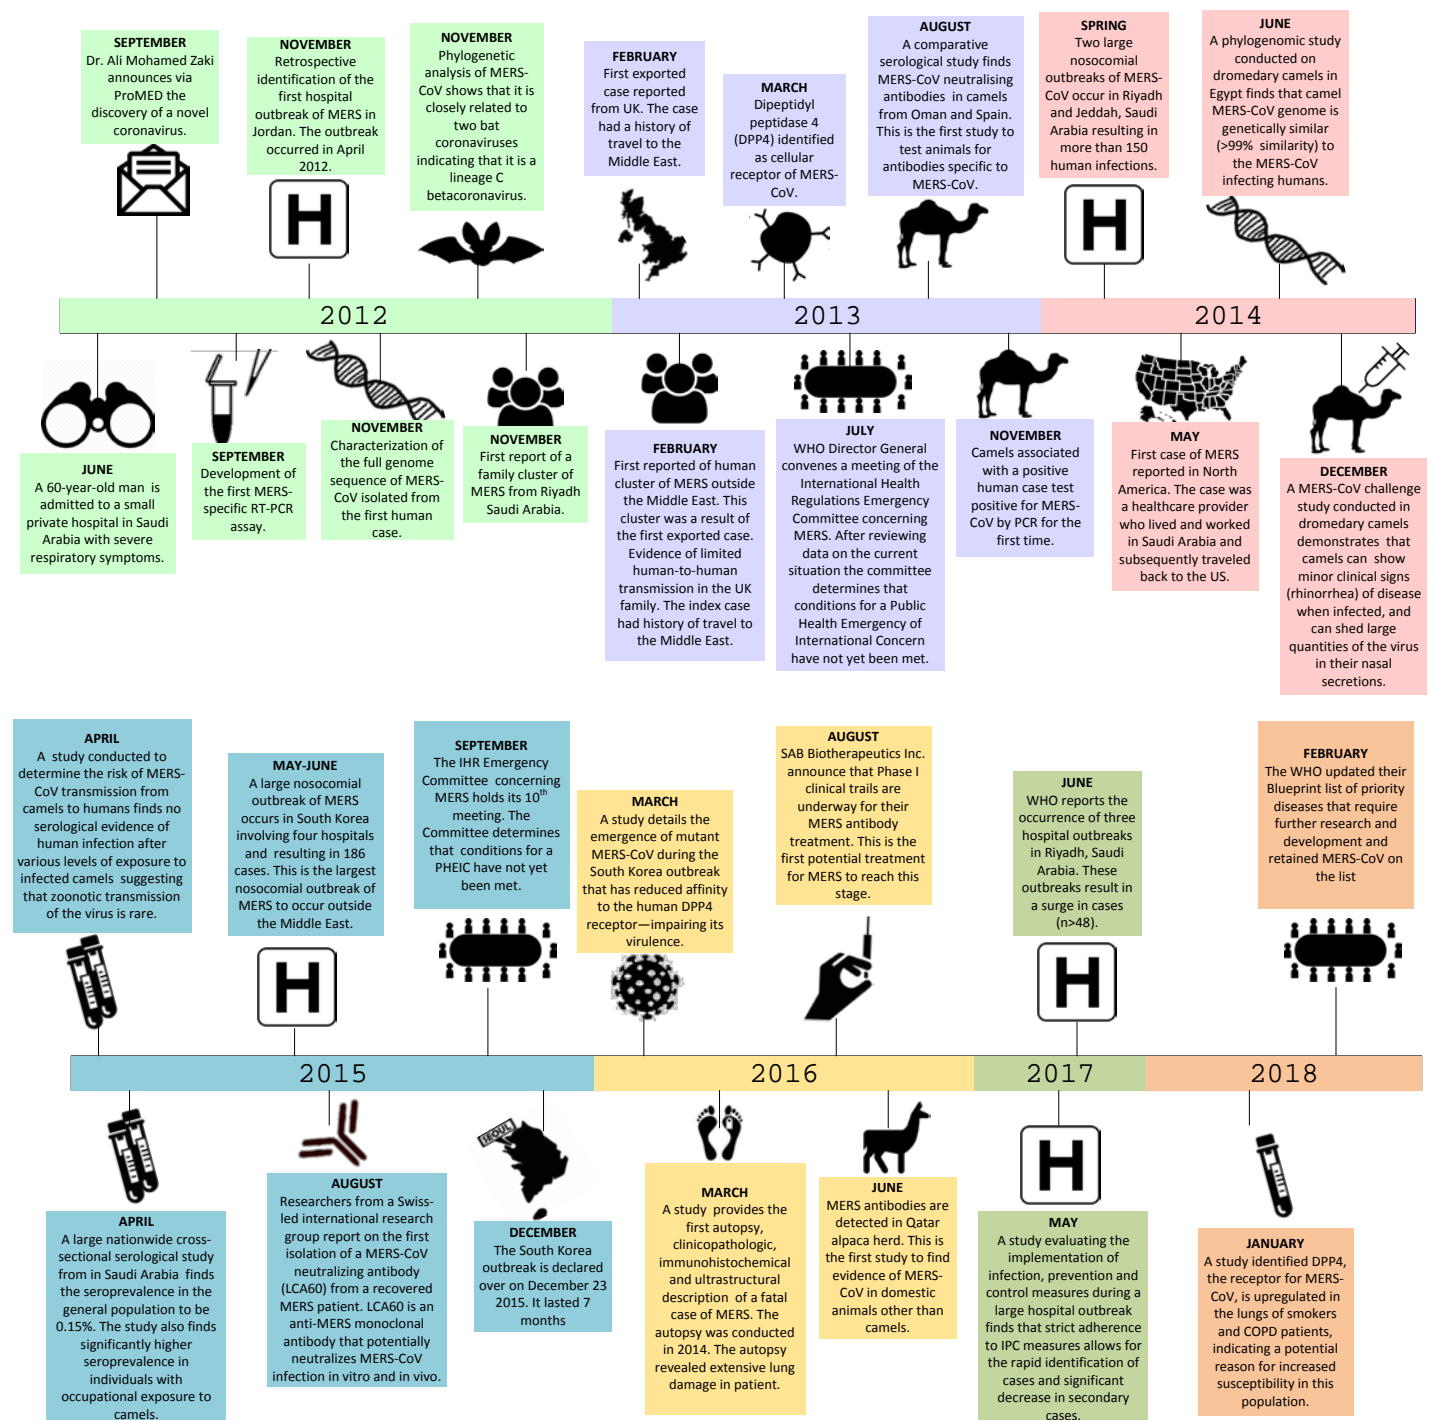 SEPTEMBER
Dr. Ali Mohamed Zaki
announces via
ProMED the
discovery of a novel
coronavirus.
NOVEMBER
Retrospective
identification of the
first hospital
outbreak of MERS in
Jordan. The outbreak
occurred in April
2012.
H
NOVEMBER
Phylogenetic
analysis of MERS-
CoV shows that it is
closely related to
two bat
coronaviruses
indicating that it is a
lineage C
betacoronavirus.
FEBRUARY
First exported
case reported
from UK. The case
had a history of
travel to the
Middle East.
MARCH
Dipeptidyl
peptidase 4
(DPP4) identified
as cellular
receptor of MERS-
CoV.
AUGUST
A comparative
serological study finds
MERS-CoV neutralising
antibodies in camels
from Oman and Spain.
This is the first study to
test animals for
antibodies specific to
MERS-CoV.
SPRING
Two large
nosocomial
outbreaks of MERS-
CoV occur in Riyadh
and Jeddah, Saudi
Arabia resulting in
more than 150
human infections.
H
JUNE
A phylogenomic study
conducted on
dromedary camels in
Egypt finds that camel
MERS-CoV genome is
genetically similar
(>99% similarity) to
the MERS-CoV
infecting humans.
2012
2013
2014
JUNE
A 60-year-old man is
admitted to a small
private hospital in Saudi
Arabia with severe
respiratory symptoms.
SEPTEMBER
Development of
the first MERS-
specific RT-PCR
assay.
NOVEMBER
Characterization of
the full genome
sequence of MERS-
CoV isolated from
the first human
case.
NOVEMBER
First report of a
family cluster of
MERS from Riyadh
Saudi Arabia.
FEBRUARY
First reported of human
cluster of MERS outside
the Middle East. This
cluster was a result of
the first exported case.
Evidence of limited
human-to-human
transmission in the UK
family. The index case
had history of travel to
the Middle East.
JULY
WHO Director General
convenes a meeting of the
International Health
Regulations Emergency
Committee concerning
MERS. After reviewing
data on the current
situation the committee
determines that
conditions for a Public
Health Emergency of
International Concern
have not yet been met.
NOVEMBER
Camels associated
with a positive
human case test
positive for MERS-
CoV by PCR for the
first time.
MAY
First case of MERS
reported in North
America. The case was
a healthcare provider
who lived and worked
in Saudi Arabia and
subsequently traveled
back to the US.
DECEMBER
A MERS-CoV challenge
study conducted in
dromedary camels
demonstrates that
camels can show
minor clinical signs
(rhinorrhea) of disease
when infected, and
can shed large
quantities of the virus
in their nasal
secretions.
APRIL
A study conducted to
determine the risk of MERS-
CoV transmission from
camels to humans finds no
serological evidence of
human infection after
various levels of exposure to
infected camels suggesting
that zoonotic transmission
of the virus is rare.
MAY-JUNE
A large nosocomial
outbreak of MERS
occurs in South Korea
involving four hospitals
and resulting in 186
cases. This is the largest
nosocomial outbreak of
MERS to occur outside
the Middle East.
H
SEPTEMBER
The IHR Emergency
Committee concerning
MERS holds its 10th
meeting. The
Committee determines
that conditions for a
PHEIC have not yet
been met.
MARCH
A study details the
emergence of mutant
MERS-CoV during the
South Korea outbreak
that has reduced affinity
to the human DPP4
receptor—impairing its
virulence.
AUGUST
SAB Biotherapeutics Inc.
announce that Phase I
clinical trails are
underway for their
MERS antibody
treatment. This is the
first potential treatment
for MERS to reach this
stage.
JUNE
WHO reports the
occurrence of three
hospital outbreaks
in Riyadh, Saudi
Arabia. These
outbreaks result in
a surge in cases
(n>48).
H
FEBRUARY
The WHO updated their
Blueprint list of priority
diseases that require
further research and
development and
retained MERS-CoV on
the list
2015
2016
2017
2018
APRIL
A large nationwide cross-
sectional serological study
from in Saudi Arabia finds
the seroprevalence in the
general population to be
0.15%. The study also finds
significantly higher
seroprevalence in
individuals with
occupational exposure to
camels.
AUGUST
Researchers from a Swiss-
led international research
group report on the first
isolation of a MERS-CoV
neutralizing antibody
(LCA60) from a recovered
MERS patient. LCA60 is an
anti-MERS monoclonal
antibody that potentially
neutralizes MERS-CoV
infection in vitro and in vivo.
SEOUL
DECEMBER
The South Korea
outbreak is declared
over on December 23
2015. It lasted 7
months
MARCH
A study provides the
first autopsy,
clinicopathologic,
immunohistochemical
and ultrastructural
description of a fatal
case of MERS. The
autopsy was conducted
in 2014. The autopsy
revealed extensive lung
damage in patient.
JUNE
MERS antibodies are
detected in Qatar
alpaca herd. This is
the first study to find
evidence of MERS-
CoV in domestic
animals other than
camels.
H
MAY
A study evaluating the
implementation of
infection, prevention and
control measures during a
large hospital outbreak
finds that strict adherence
to IPC measures allows for
the rapid identification of
cases and significant
decrease in secondary
cases.
JANUARY
A study identified DPP4,
the receptor for MERS-
CoV, is upregulated in
the lungs of smokers
and COPD patients,
indicating a potential
reason for increased
susceptibility in this
population.